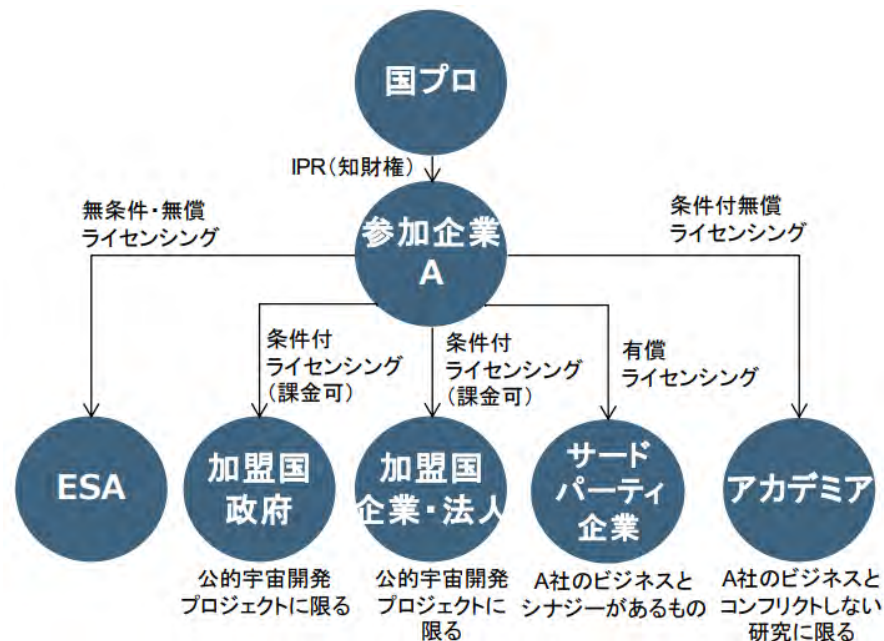 国プロ
IPR(知財権)
参加企業
A
無条件・無償
ライセンシング
条件付無償
ライセンシング
条件付
ライセンシング
(課金可)
条件付
ライセンシング
(課金可)
有償
ライセンシング
ESA
加盟国
政府
加盟国
企業・法人
サード
パーティ
企業
アカデミア
公的宇宙開発
プロジェクトに限る
公的宇宙開発
プロジェクトに
限る
A社のビジネスと
シナジーがあるもの
A社のビジネスと
コンフリクトしない
研究に限る